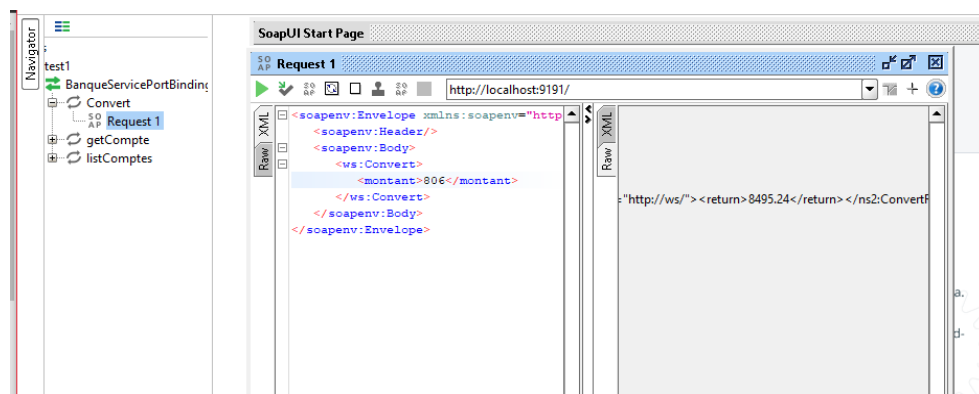 Navigator
test1
BanqueServicePortBinding
Convert
Request 1
getCompte
listComptes
SoapUI Start Page
SO AP Request 1
http://localhost:9191/
XML
Raw
<soapenv:Envelope xmlns:soapenv="http
<soapenv:Header/>
<soapenv:Body>
<ws:Convert>
<montant>806</montant>
</ws:Convert>
</soapenv:Body>
</soapenv:Envelope>
XML
Raw
="http://ws/"><return>8495.24</return></ns2:ConvertR
a.
d-